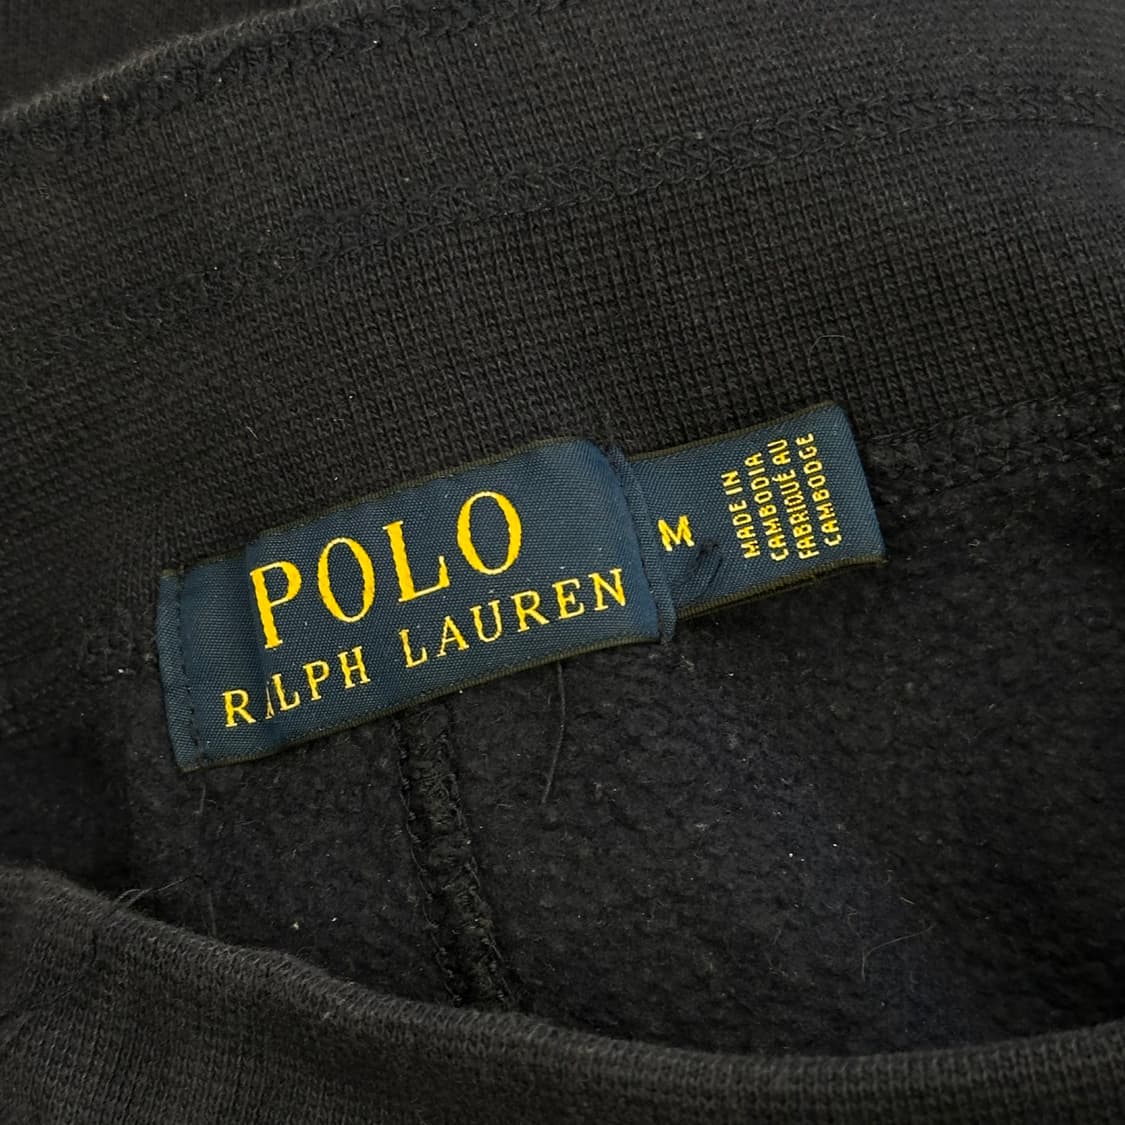 POLO
RALPH LAUREN
M
MADE IN
CAMBODIA
FABRIQUÉ AU
CAMBODGE